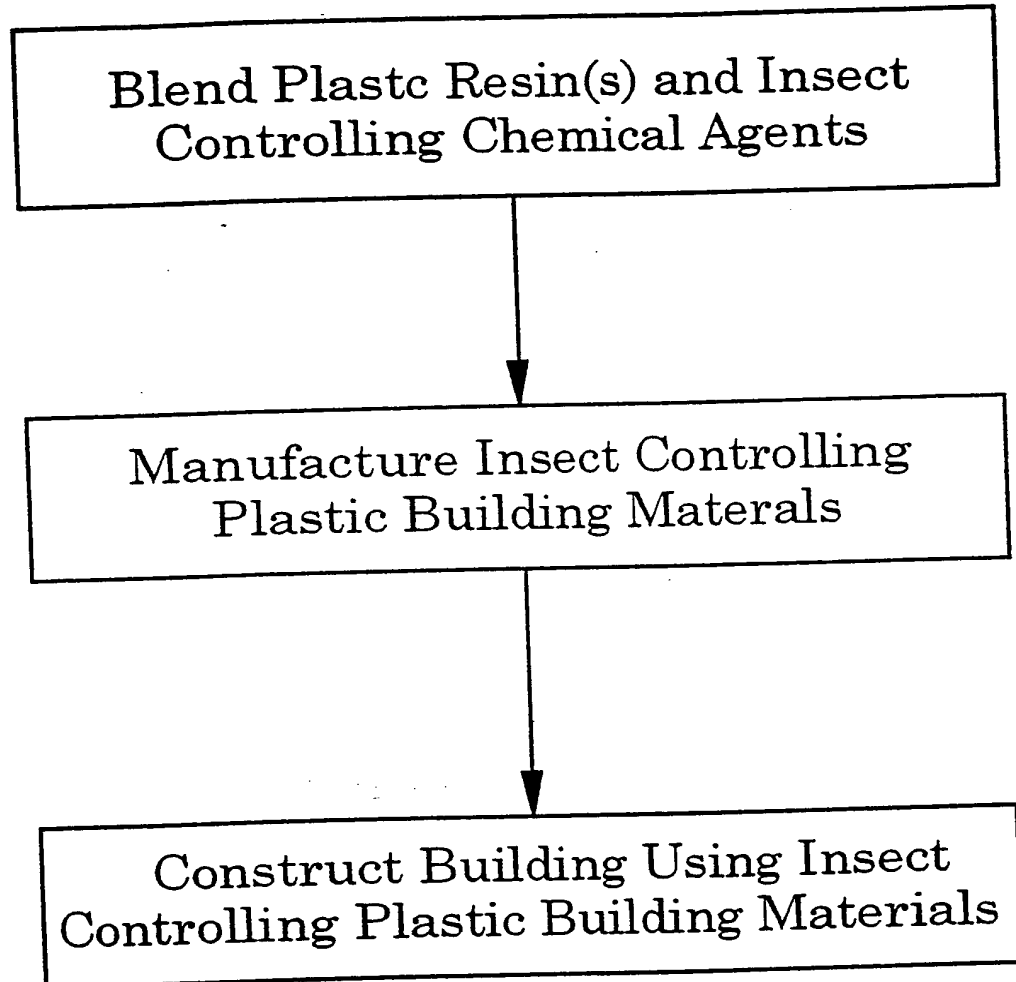 Blend Plastc Resin(s) and Insect
Controlling Chemical Agents
Manufacture Insect Controlling
Plastic Building Materals
Construct Building Using Insect
Controlling Plastic Building Materials